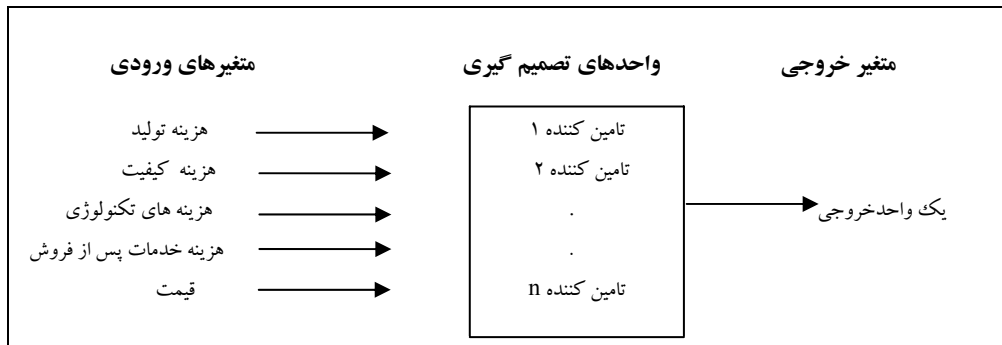 متغیر خروجی واحدهای تصمیم گیری متغیرهای ورودی
هزینه تولید تامین کننده ۱
هزینه کیفیت تامین کننده ۲
هزینه های تکنولوژی . یک واحدخروجی
هزینه خدمات پس از فروش .
قیمت تامین کننده n